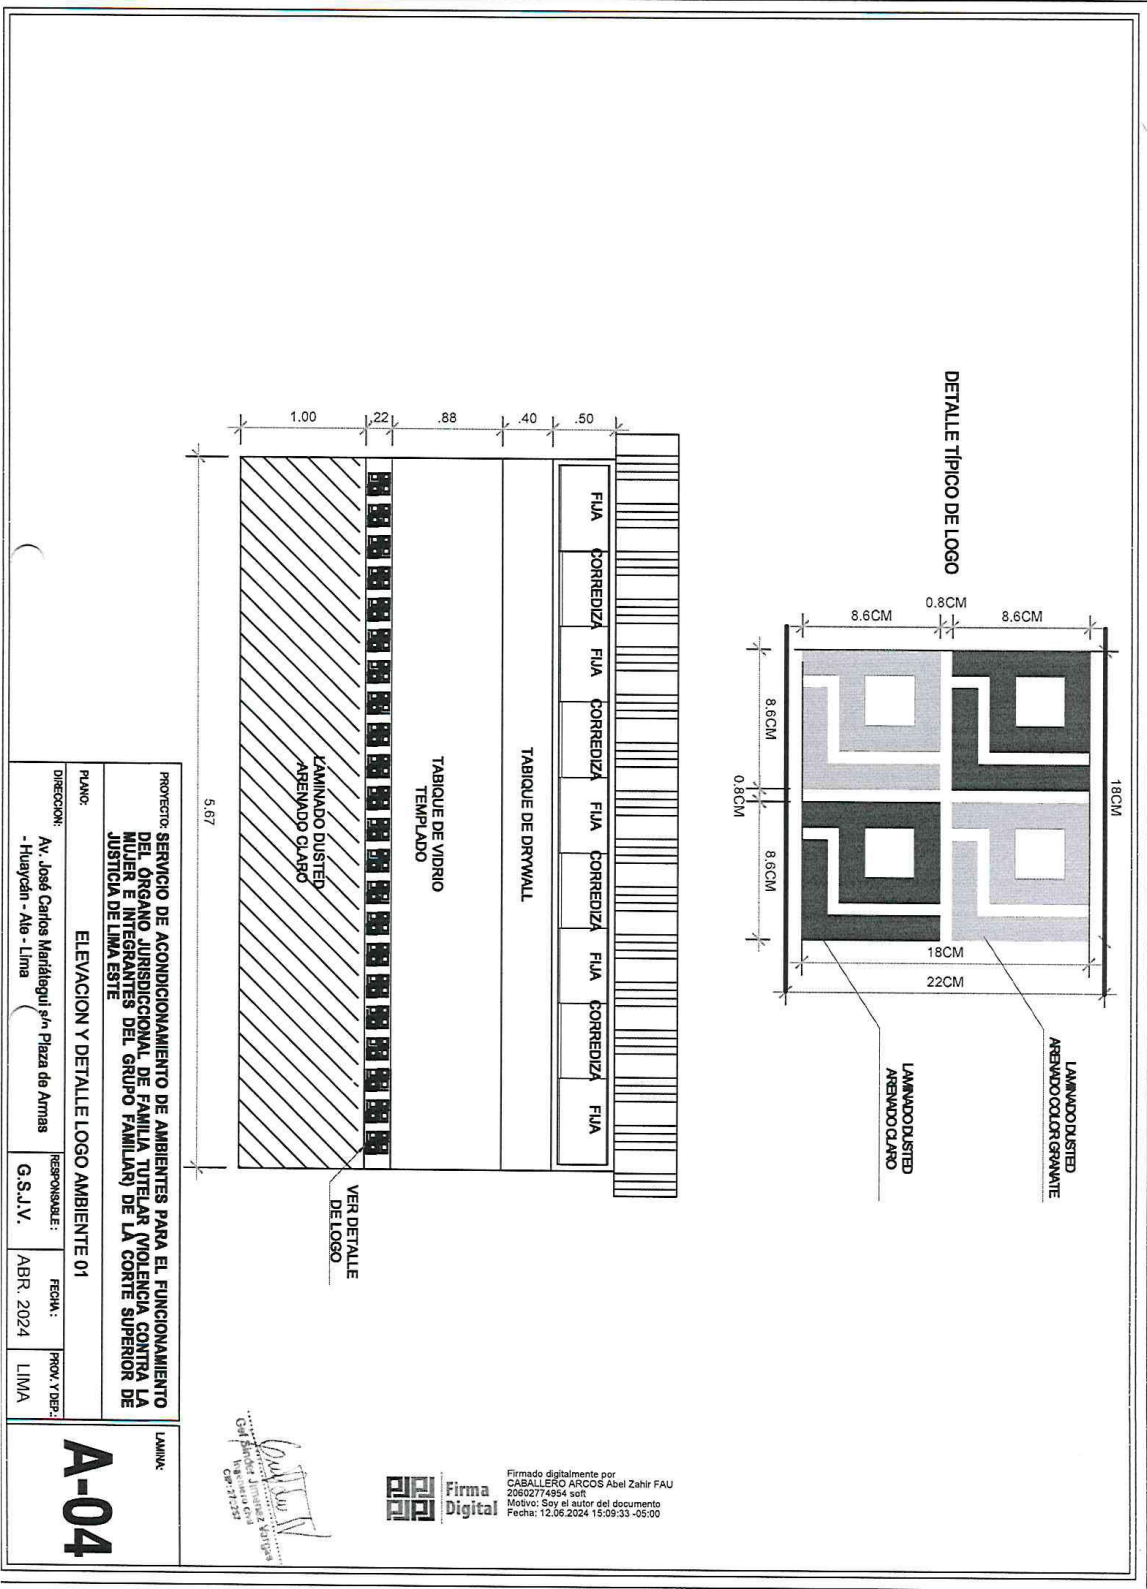 DETALLE TÍPICO DE LOGO
8.6CM
0.8CM
8.6CM
18CM
8.6CM
0.8CM
8.6CM
18CM
22CM
LAMINADO DUSTED
ARENADO COLOR GRANATE
LAMINADO DUSTED
ARENADO CLARO
.50
.40
.88
.22
1.00
FIJA
CORREDIZA
FIJA
CORREDIZA
FIJA
CORREDIZA
FIJA
CORREDIZA
FIJA
TABIQUE DE DRYWALL
TABIQUE DE VIDRIO
TEMPLADO
LAMINADO DUSTED
ARENADO CLARO
5.67
VER DETALLE
DE LOGO
PROYECTO: SERVICIO DE ACONDICIONAMIENTO DE AMBIENTES PARA EL FUNCIONAMIENTO
DEL ÓRGANO JURISDICCIONAL DE FAMILIA TUTELAR (VIOLENCIA CONTRA LA
MUJER E INTEGRANTES DEL GRUPO FAMILIAR) DE LA CORTE SUPERIOR DE
JUSTICIA DE LIMA ESTE
PLANO:
ELEVACION Y DETALLE LOGO AMBIENTE 01
DIRECCION:
Av. José Carlos Mariátegui s/n Plaza de Armas
- Huaycán - Ate - Lima
RESPONSABLE:
G.S.J.V.
FECHA:
ABR. 2024
PROV. Y DEP.:
LIMA
LAMINA:
A-04
Firma
Digital
Firmado digitalmente por
CABALLERO ARCOS Abel Zahir FAU
20602774954 soft
Motivo: Soy el autor del documento
Fecha: 12.06.2024 15:09:33 -05:00